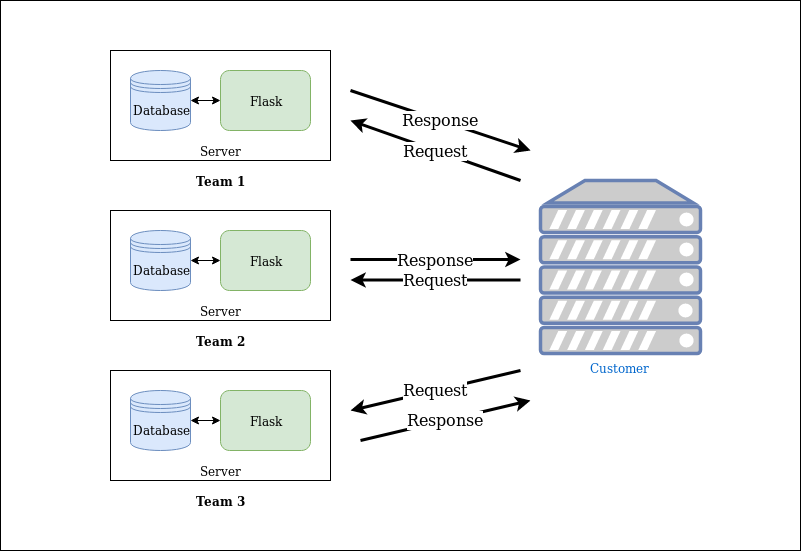 Database
Flask
Server
Team 1
Response
Request
Database
Flask
Server
Team 2
Response
Request
Customer
Database
Flask
Server
Team 3
Request
Response